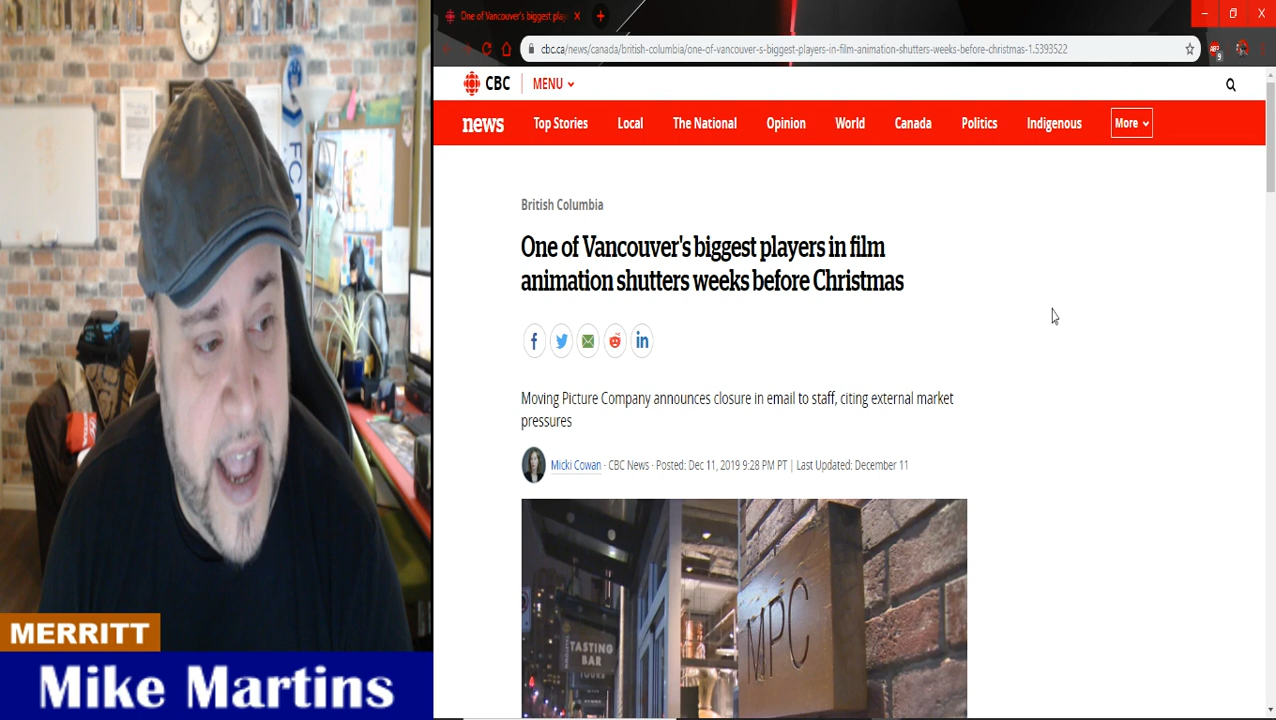 One of Vancouver's biggest pla
cbc.ca/news/canada/british-columbia/one-of-vancouver-s-biggest-players-in-film-animation-shutters-weeks-before-christmas-1.5393522
CBC
MENU
news
Top Stories
Local
The National
Opinion
World
Canada
Politics
Indigenous
More
British Columbia
One of Vancouver's biggest players in film
animation shutters weeks before Christmas
Moving Picture Company announces closure in email to staff, citing external market
pressures
Micki Cowan · CBC News · Posted: Dec 11, 2019 9:28 PM PT | Last Updated: December 11
TASTING
BAR
TOURS
MPC
FC
MERRITT
Mike Martins